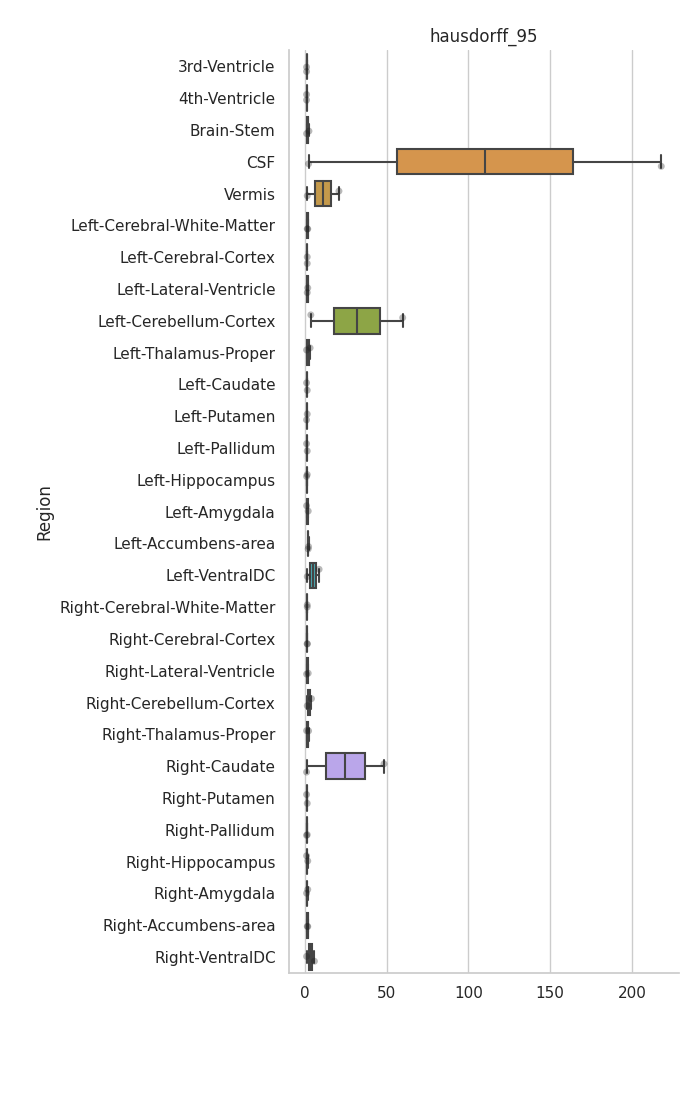 hausdorff_95
3rd-Ventricle
4th-Ventricle
Brain-Stem
CSF
Vermis
Left-Cerebral-White-Matter
Left-Cerebral-Cortex
Left-Lateral-Ventricle
Left-Cerebellum-Cortex
Left-Thalamus-Proper
Left-Caudate
Left-Putamen
Left-Pallidum
Left-Hippocampus
Region
Left-Amygdala
Left-Accumbens-area
Left-VentralDC
Right-Cerebral-White-Matter
Right-Cerebral-Cortex
Right-Lateral-Ventricle
Right-Cerebellum-Cortex
Right-Thalamus-Proper
Right-Caudate
Right-Putamen
Right-Pallidum
Right-Hippocampus
Right-Amygdala
Right-Accumbens-area
Right-VentralDC
0 50 100 150 200